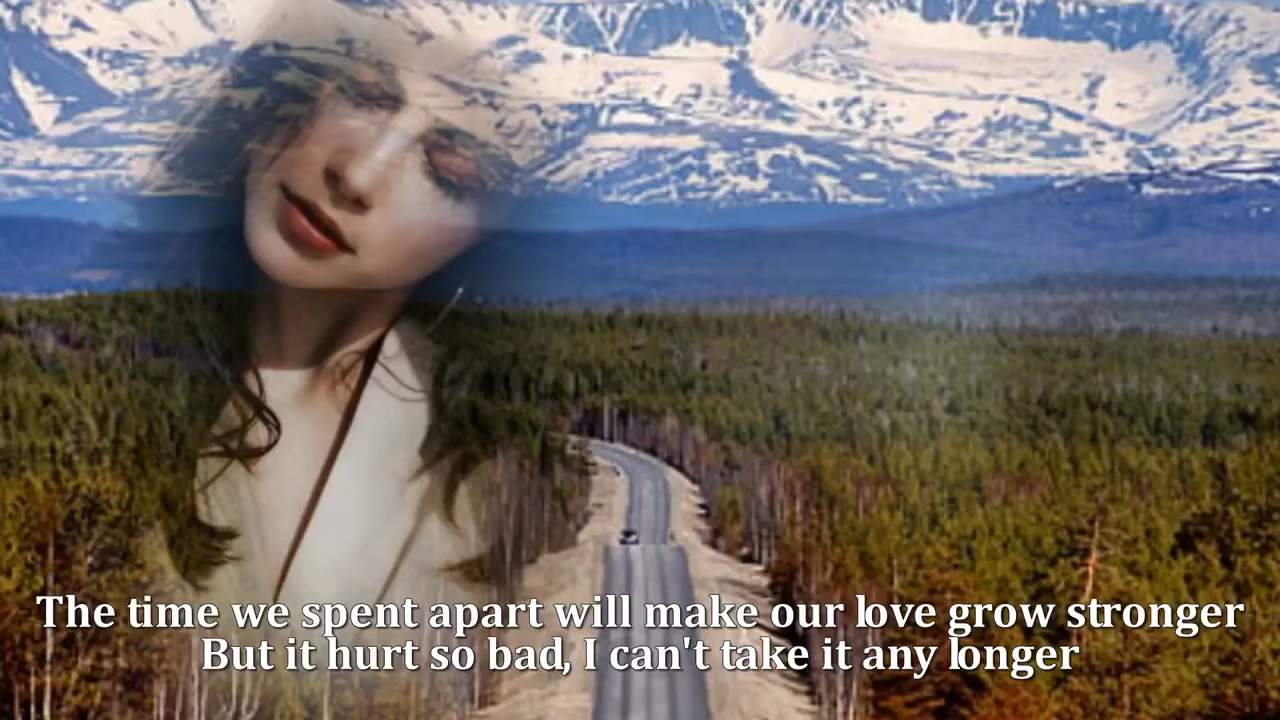 The time we spent apart will make our love grow stronger
But it hurt so bad, I can't take it any longer